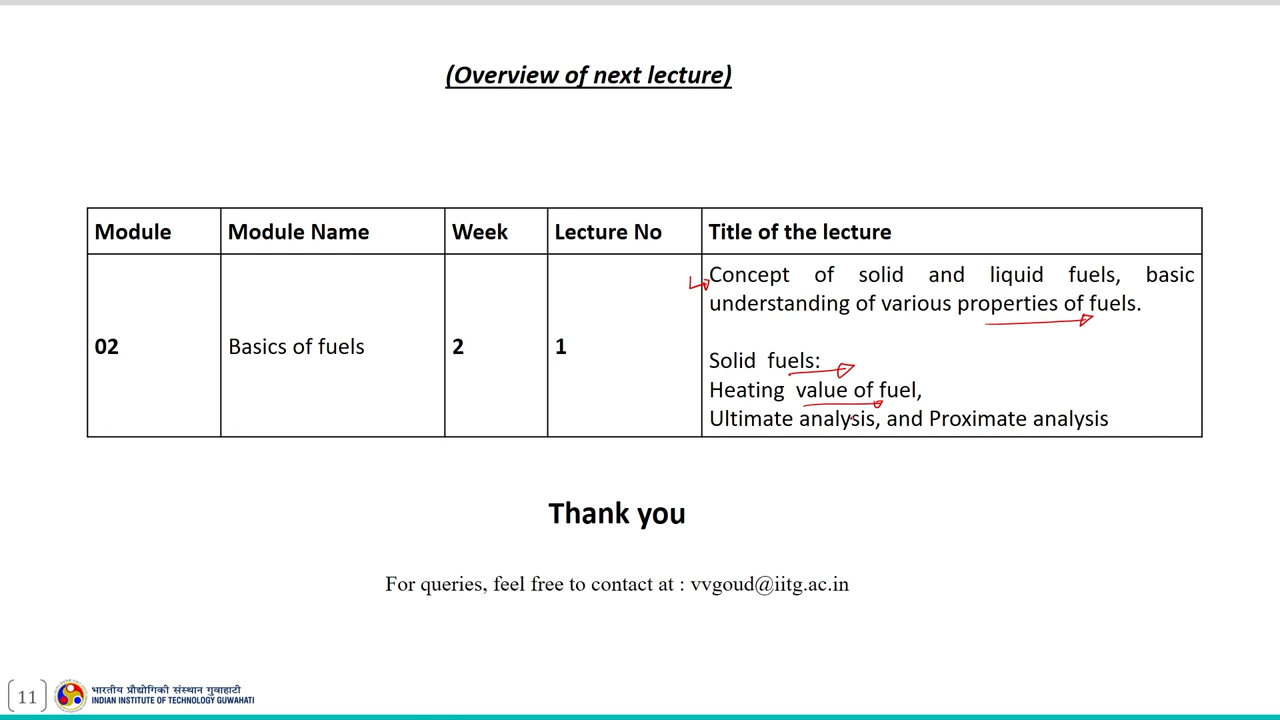 (Overview of next lecture)
Module
Module Name
Week
Lecture No
Title of the lecture
02
Basics of fuels
2
1
Concept of solid and liquid fuels, basic
understanding of various properties of fuels.
Solid fuels:
Heating value of fuel,
Ultimate analysis, and Proximate analysis
Thank you
For queries, feel free to contact at : vvgoud@iitg.ac.in
11
भारतीय प्रौद्योगिकी संस्थान गुवाहाटी
INDIAN INSTITUTE OF TECHNOLOGY GUWAHATI